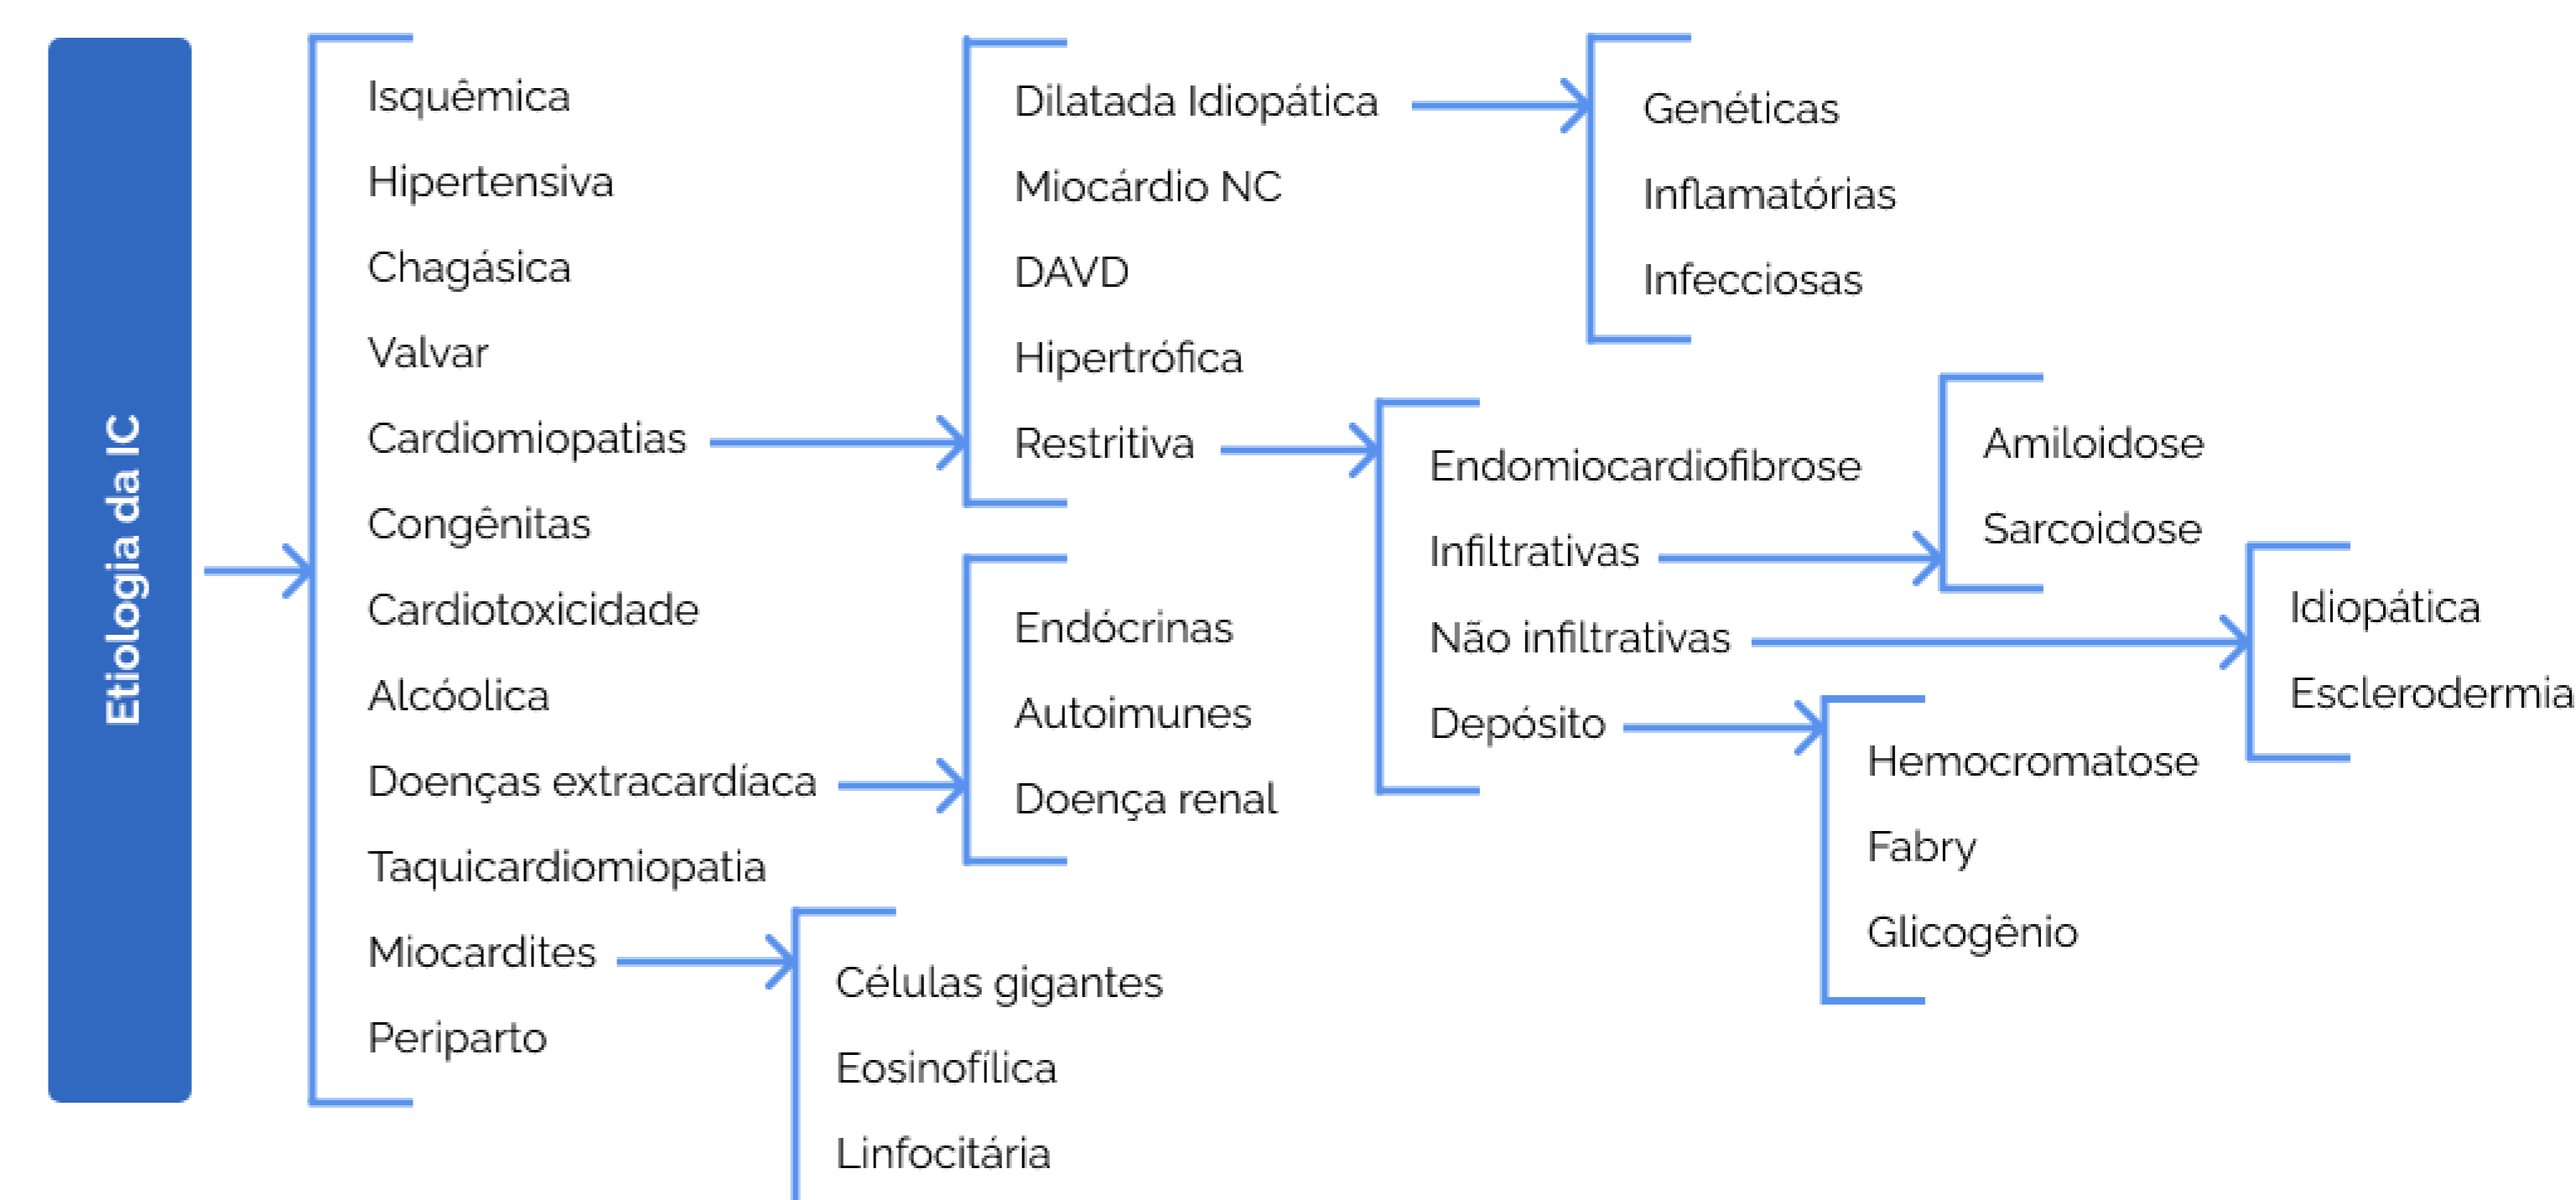 Etiologia da IC
Isquêmica
Hipertensiva
Chagásica
Valvar
Cardiomiopatias
Congênitas
Cardiotoxicidade
Alcóolica
Doenças extracardíaca
Taquicardiomiopatia
Miocardites
Periparto
Dilatada Idiopática
Miocárdio NC
DAVD
Hipertrófica
Restritiva
Genéticas
Inflamatórias
Infecciosas
Endomiocardiofibrose
Infiltrativas
Não infiltrativas
Depósito
Amiloidose
Sarcoidose
Idiopática
Esclerodermia
Hemocromatose
Fabry
Glicogênio
Endócrinas
Autoimunes
Doença renal
Células gigantes
Eosinofílica
Linfocitária